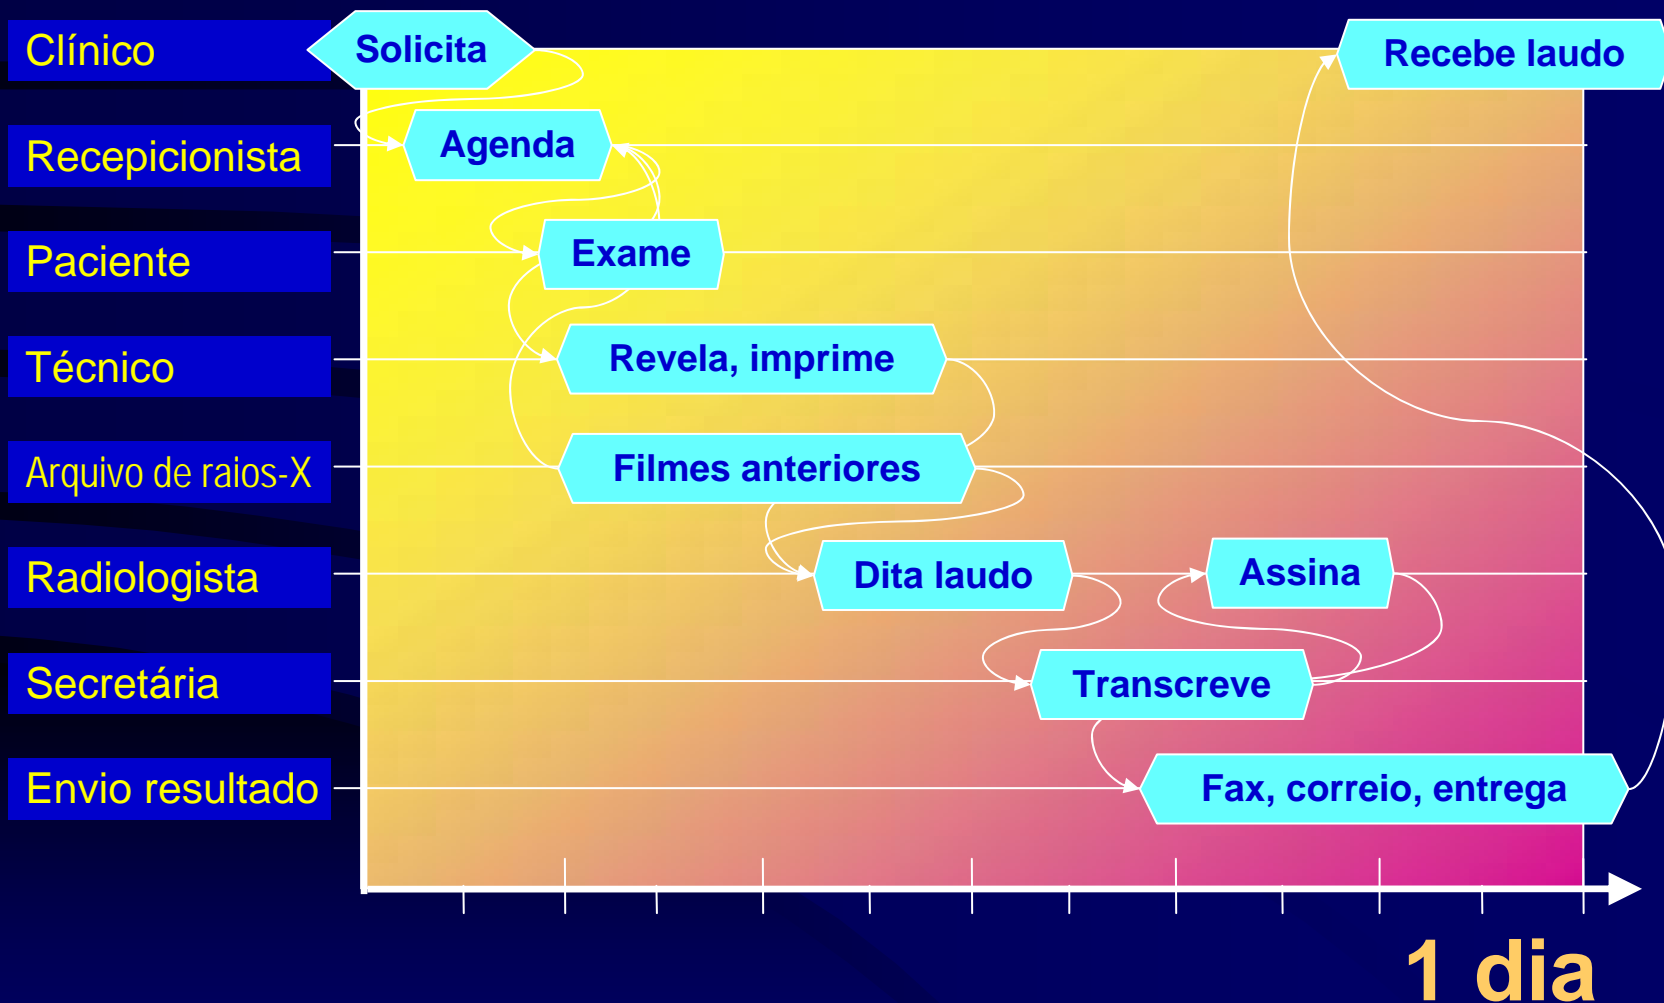 Clínico
Solicita
Recebe laudo
Recepicionista
Agenda
Paciente
Exame
Técnico
Revela, imprime
Arquivo de raios-X
Filmes anteriores
Radiologista
Dita laudo
Assina
Secretária
Transcreve
Envio resultado
Fax, correio, entrega
1 dia